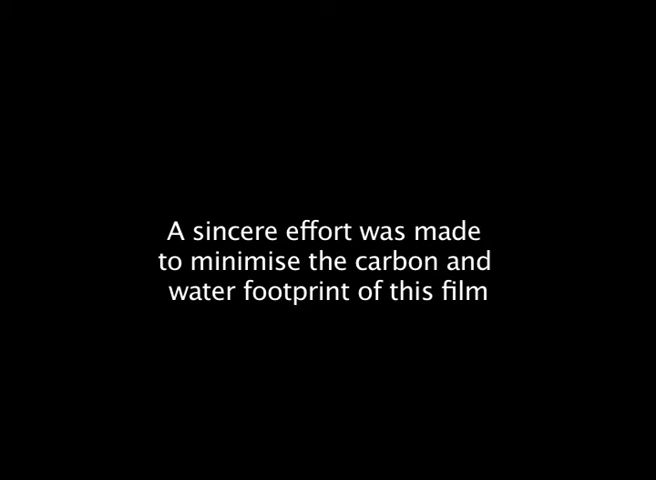 A sincere effort was made
to minimise the carbon and
water footprint of this film